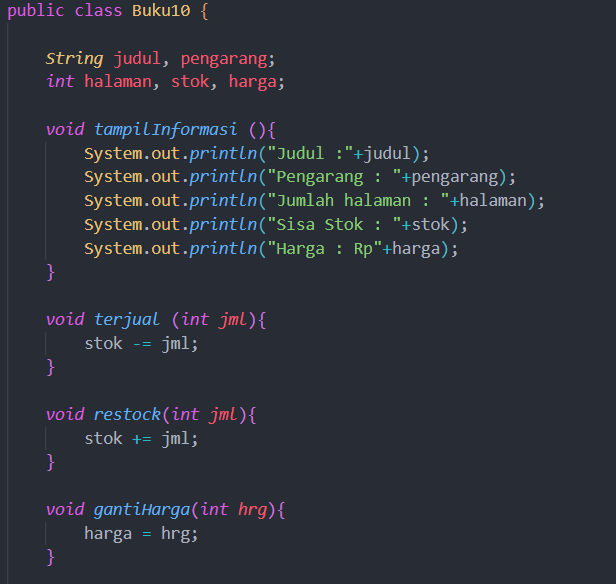 public class Buku10 {
String judul, pengarang;
int halaman, stok, harga;
void tampilInformasi (){
System.out.println("Judul :"+judul);
System.out.println("Pengarang : "+pengarang);
System.out.println("Jumlah halaman : "+halaman);
System.out.println("Sisa Stok : "+stok);
System.out.println("Harga : Rp"+harga);
}
void terjual (int jml){
stok -= jml;
}
void restock(int jml){
stok += jml;
}
void gantiHarga(int hrg){
harga = hrg;
}